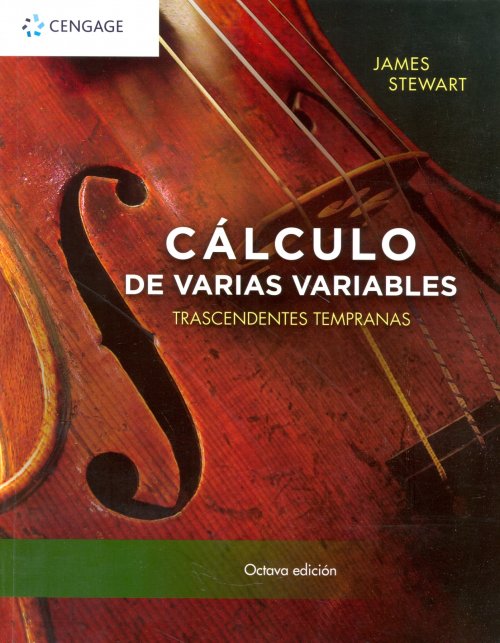 CENGAGE
JAMES
STEWART
CÁLCULO
DE VARIAS VARIABLES
TRASCENDENTES TEMPRANAS
Octava edición